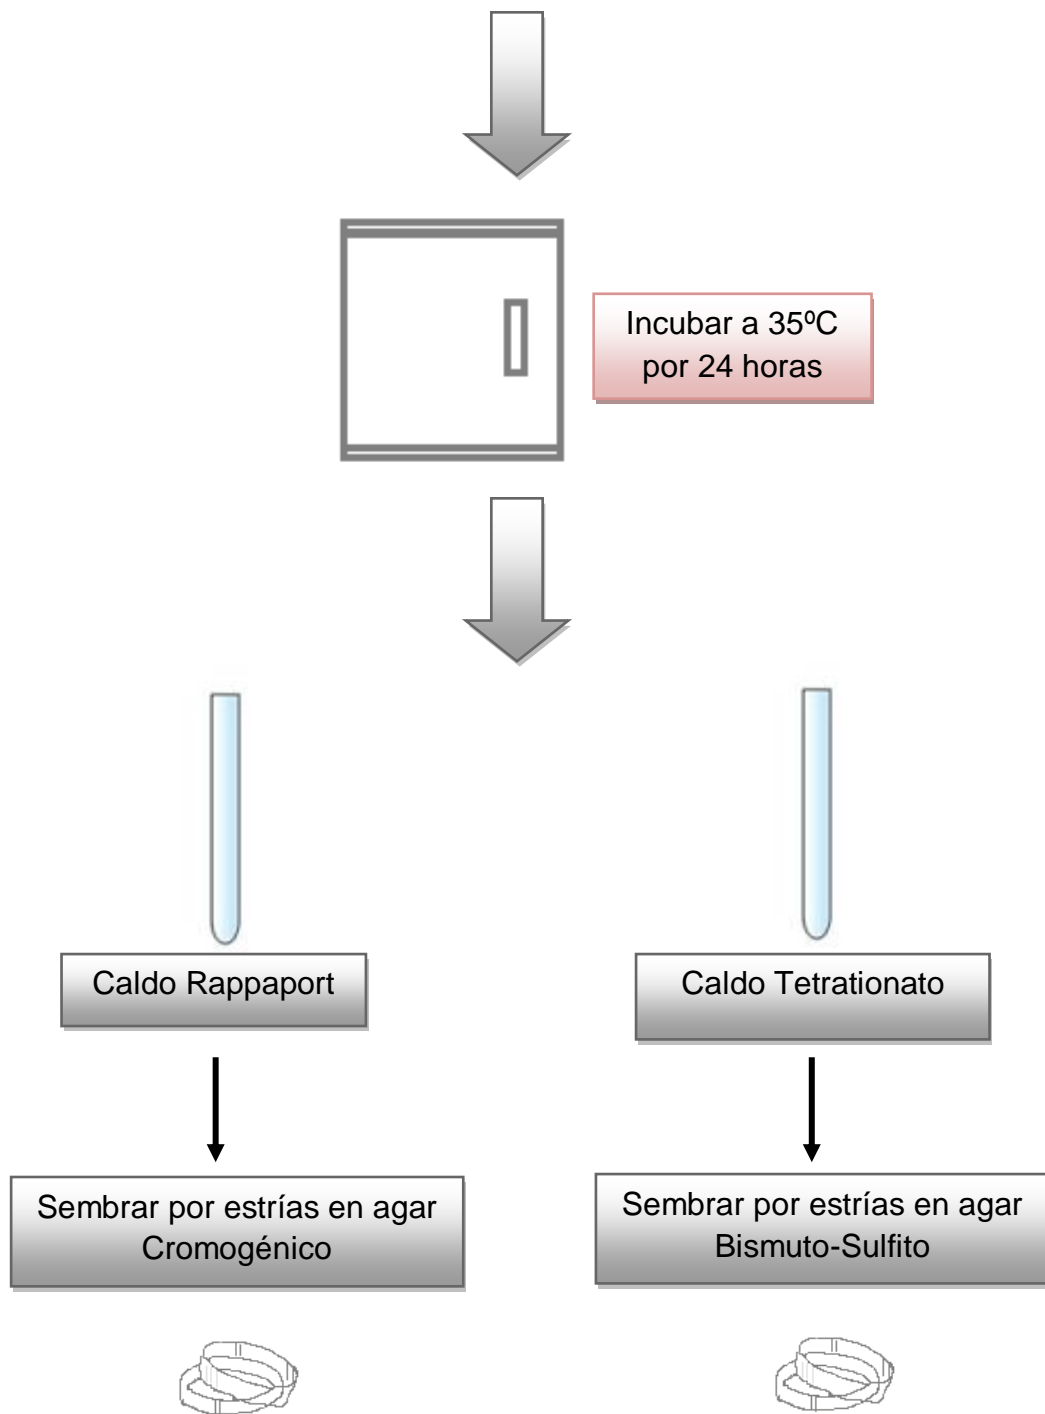 Incubar a 35ºC
por 24 horas
Caldo Rappaport
Caldo Tetrationato
Sembrar por estrías en agar
Cromogénico
Sembrar por estrías en agar
Bismuto-Sulfito